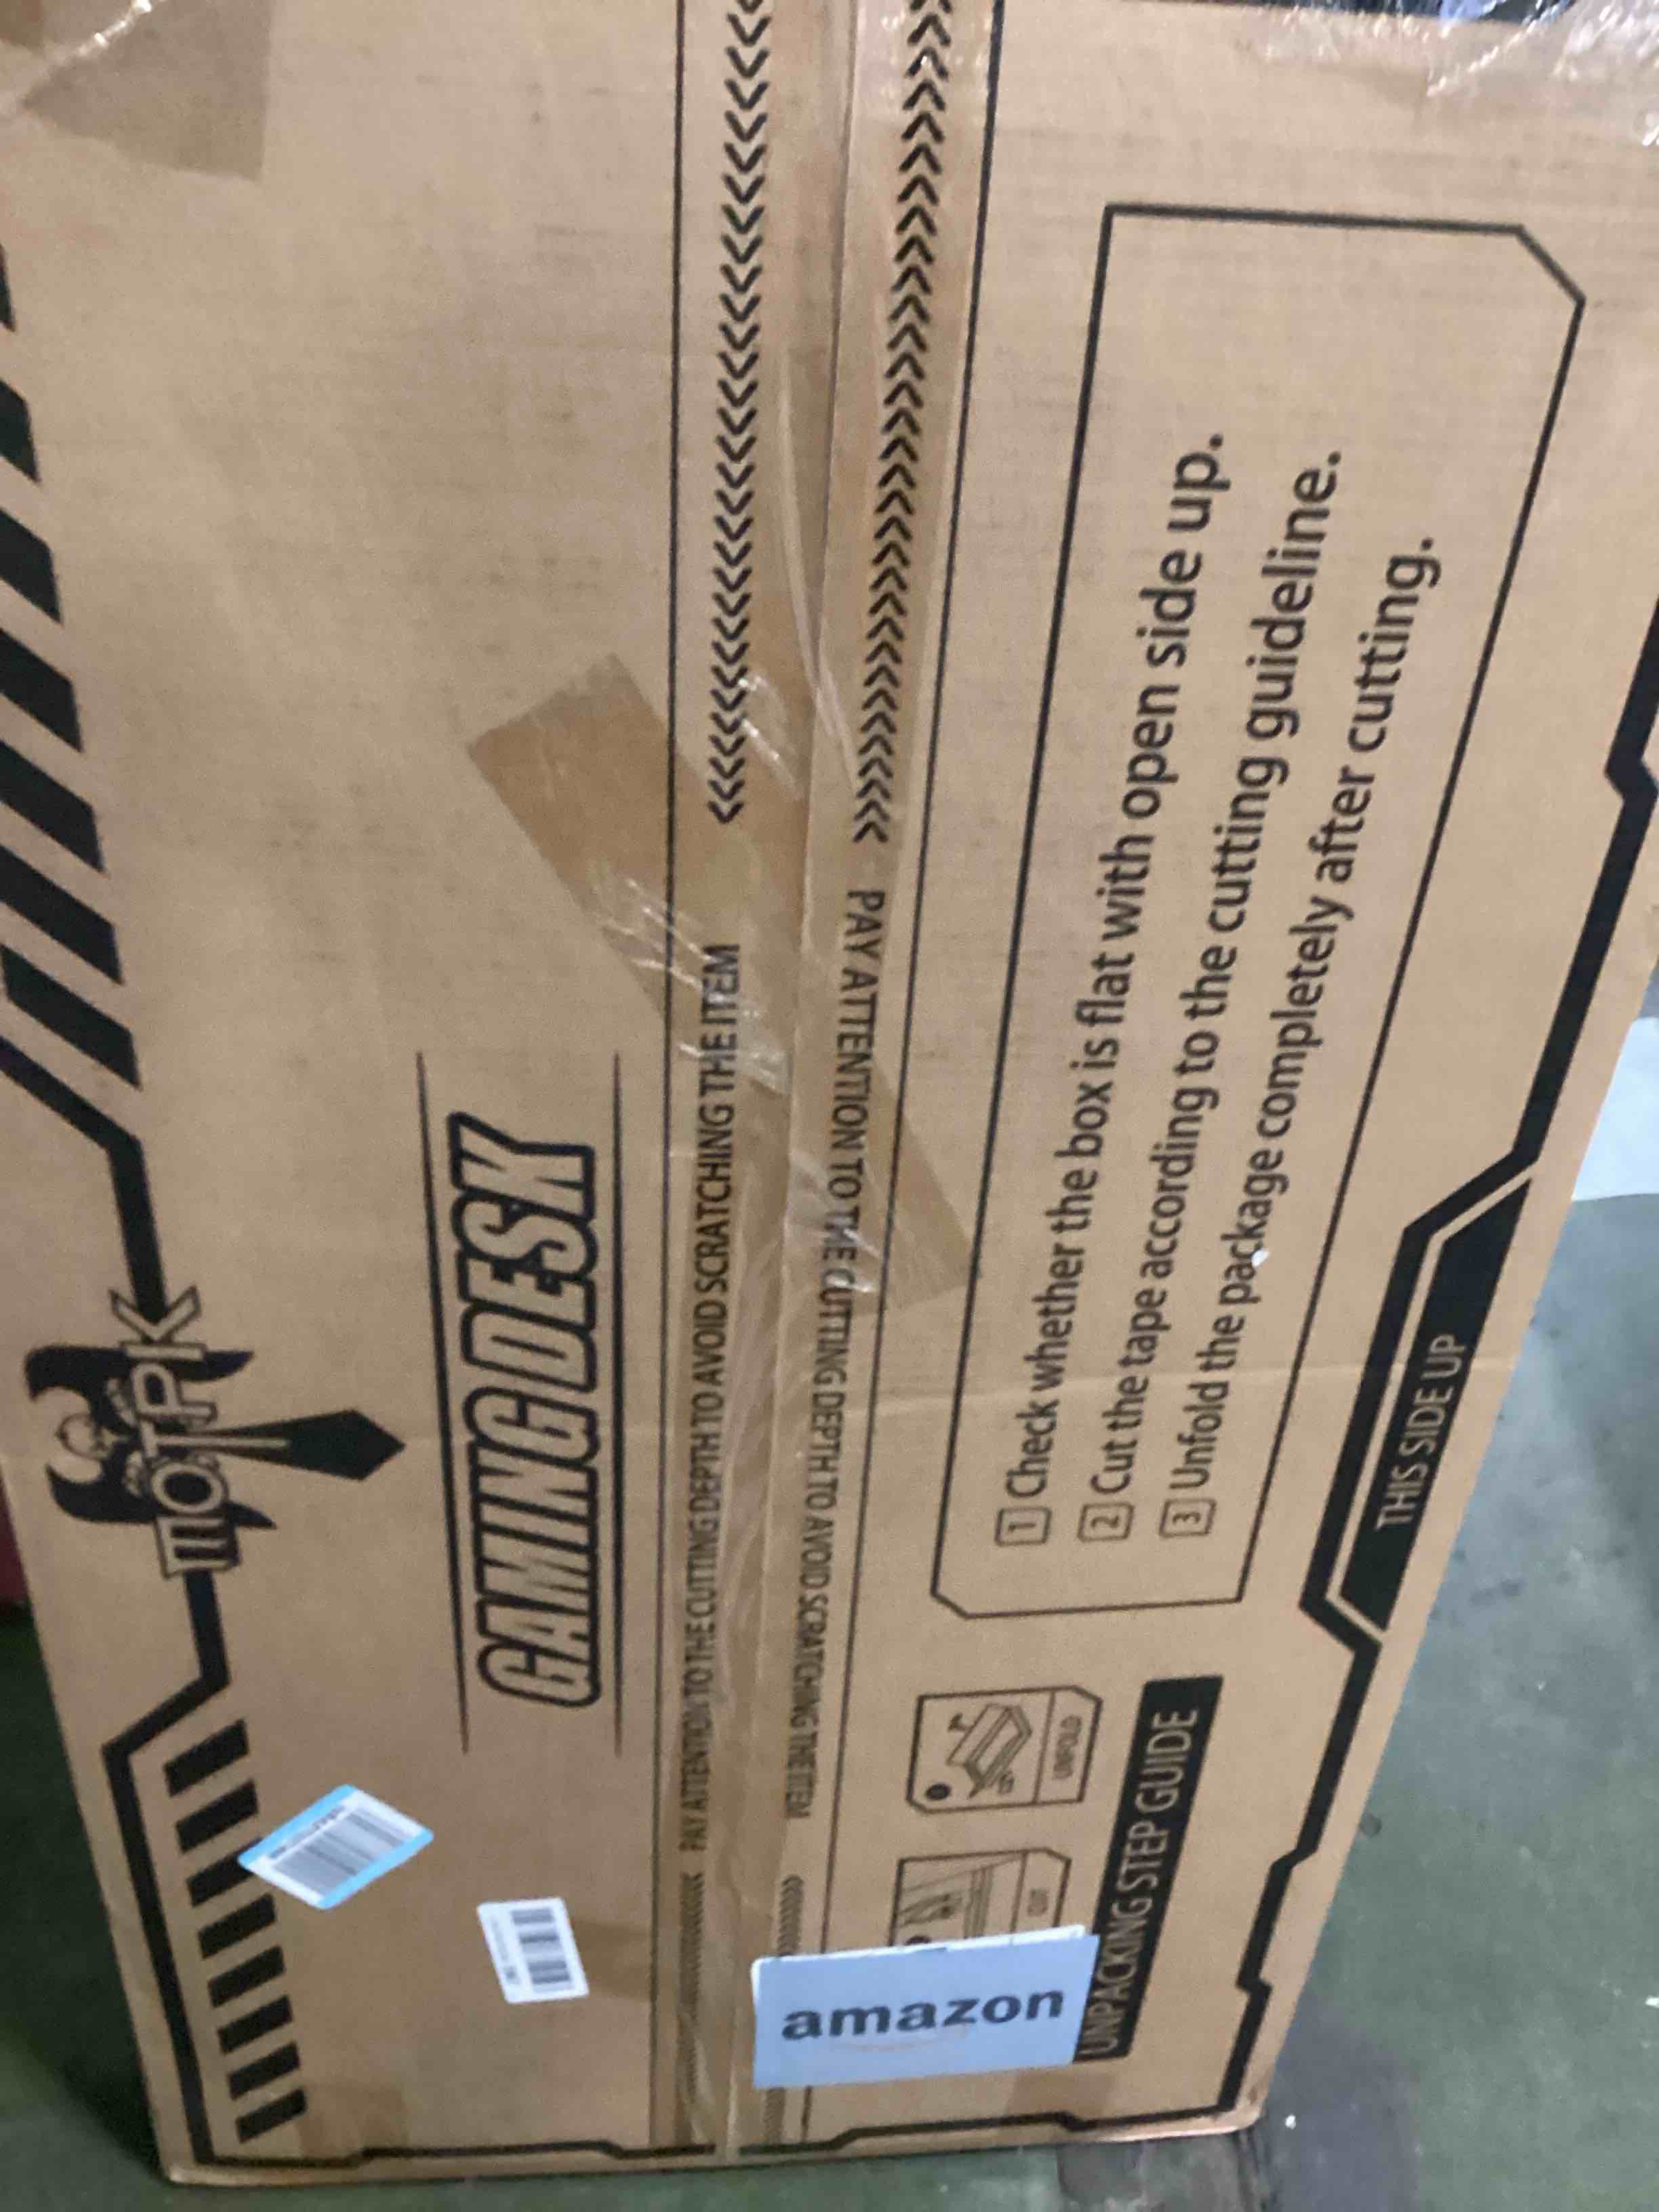 MOTPK
GAMING DESK
PAY ATTENTION TO THE CUTTING DEPTH TO AVOID SCRATCHING THE ITEM
PAY ATTENTION TO THE CUTTING DEPTH TO AVOID SCRATCHING THE ITEM
CUT
UNFOLD
1 Check whether the box is flat with open side up.
2 Cut the tape according to the cutting guideline.
3 Unfold the package completely after cutting.
amazon
UNPACKING STEP GUIDE
THIS SIDE UP